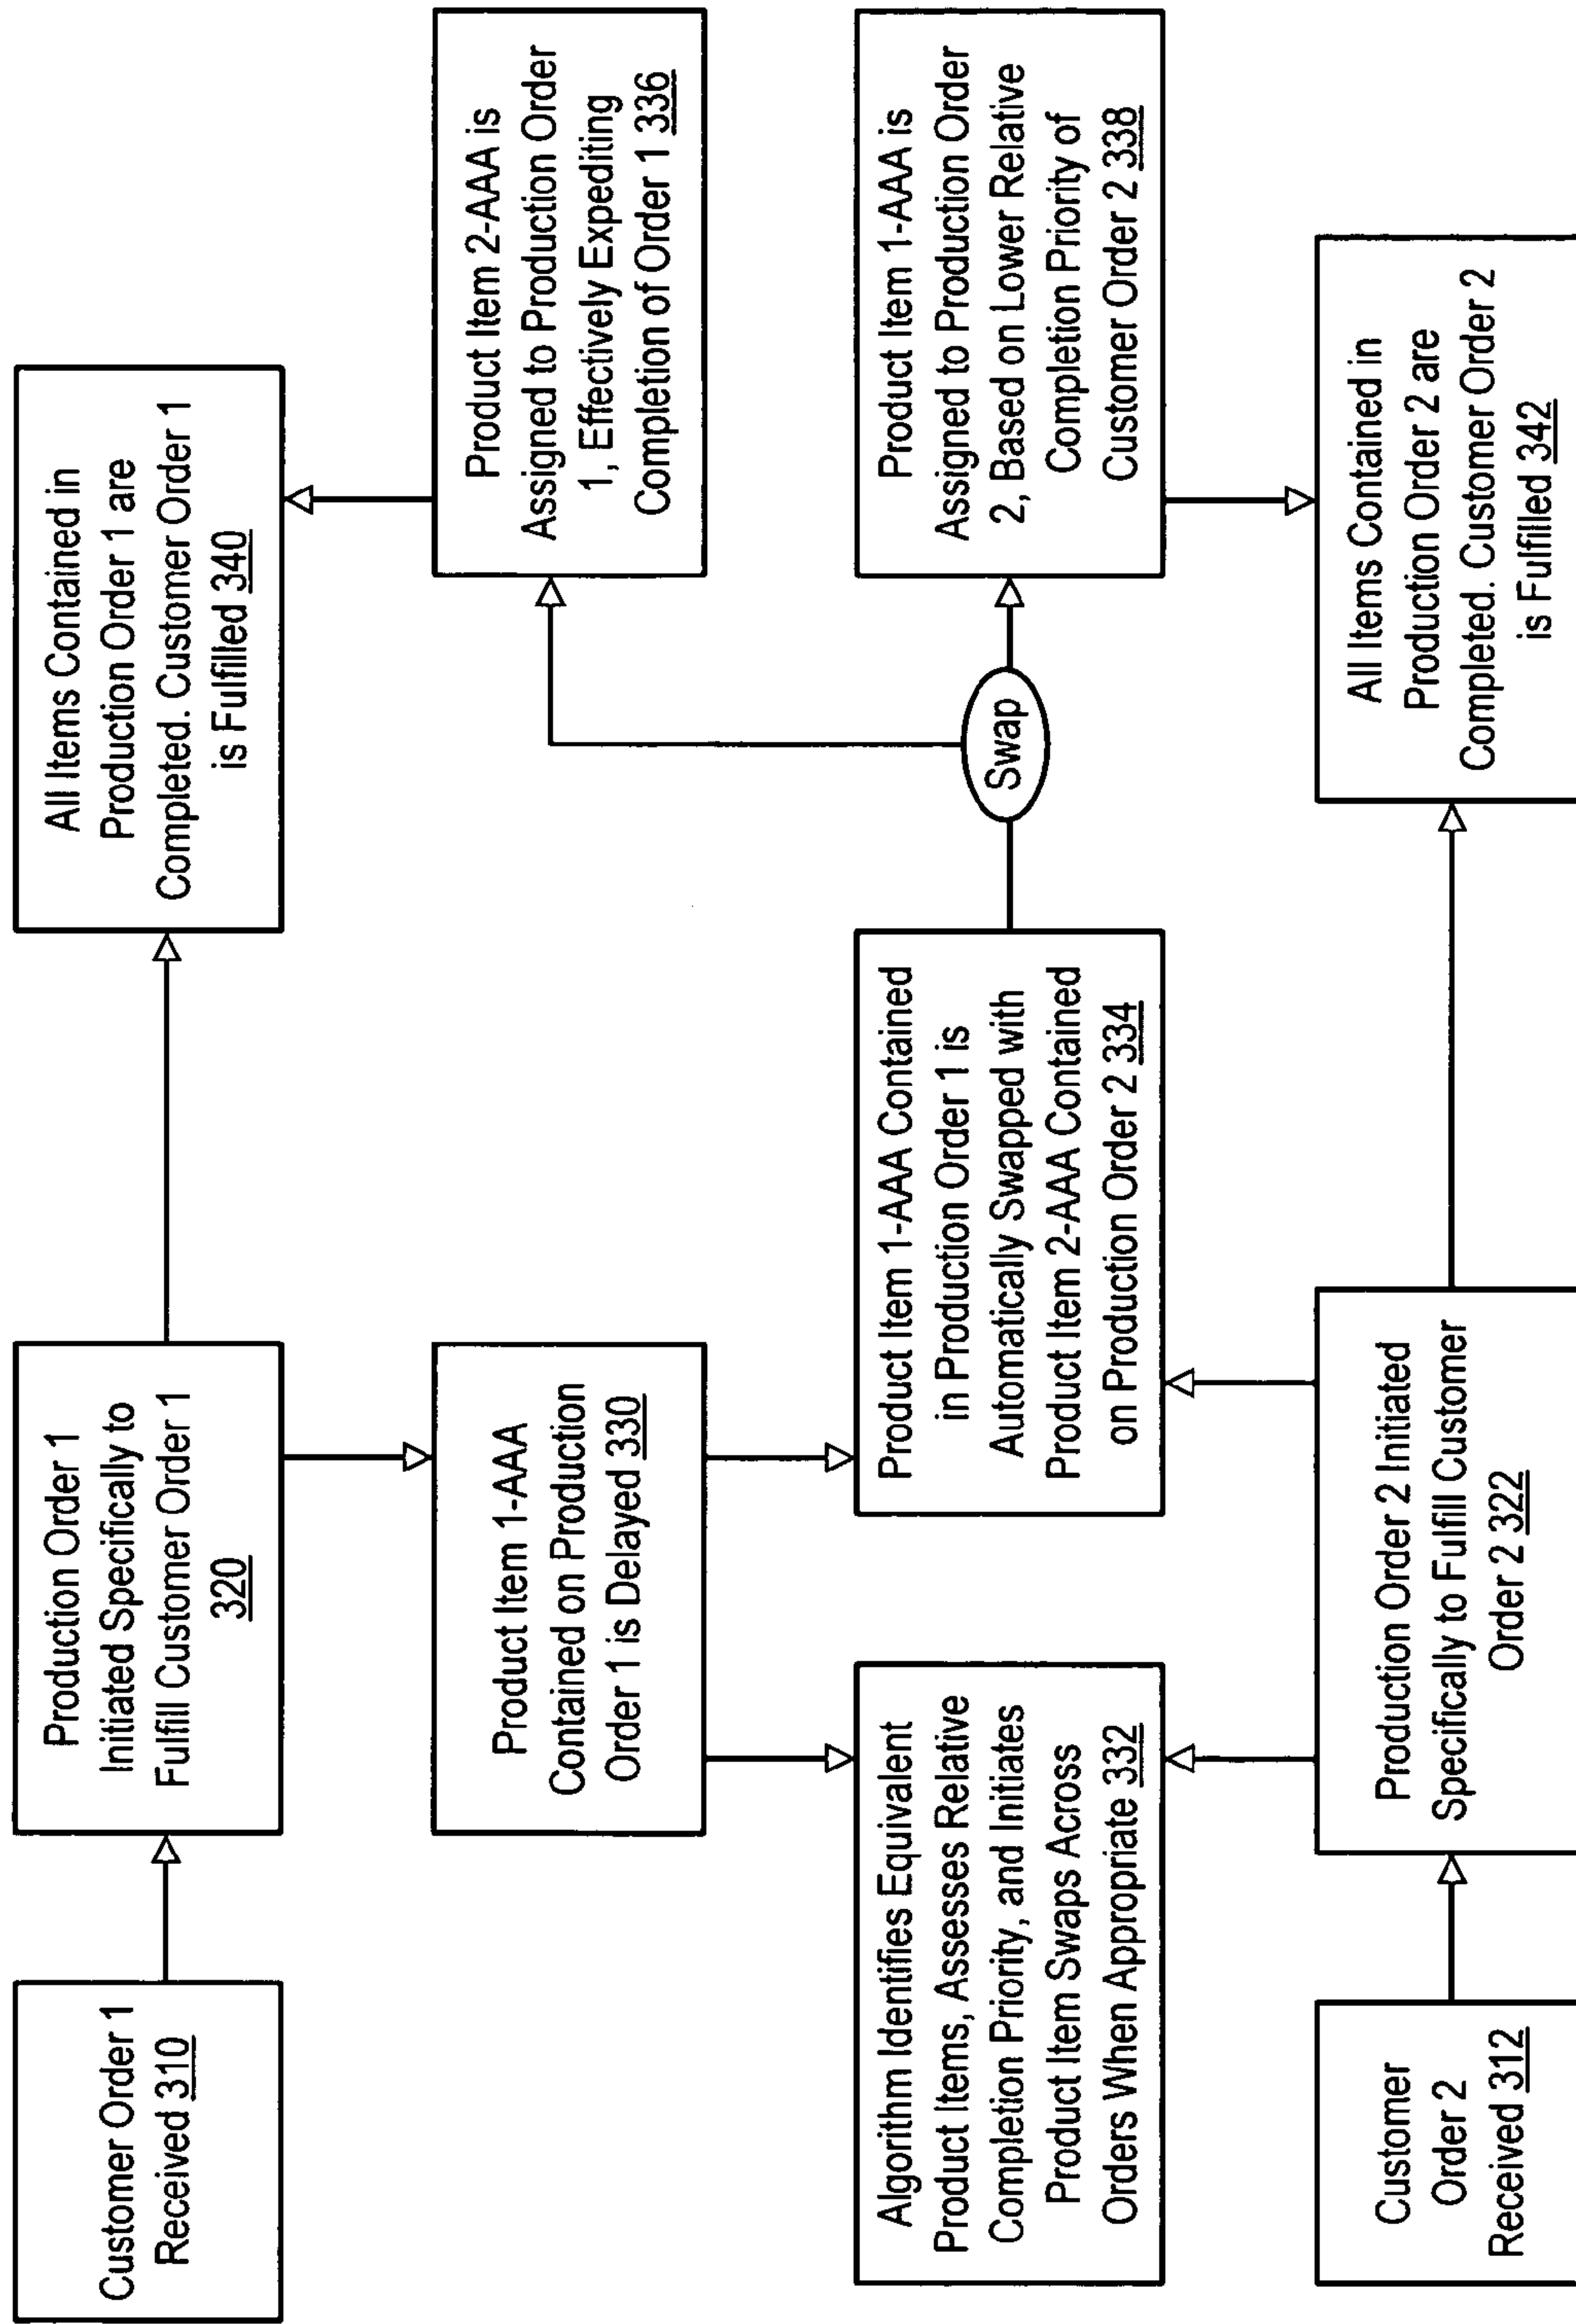 Customer Order 1
Received 310
Production Order 1
Initiated Specifically to
Fulfill Customer Order 1
320
All Items Contained in
Production Order 1 are
Completed. Customer Order 1
is Fulfilled 340
Product Item 1-AAA
Contained on Production
Order 1 is Delayed 330
Product Item 2-AAA is
Assigned to Production Order
1, Effectively Expediting
Completion of Order 1 336
Algorithm Identifies Equivalent
Product Items, Assesses Relative
Completion Priority, and Initiates
Product Item Swaps Across
Orders When Appropriate 332
Product Item 1-AAA Contained
in Production Order 1 is
Automatically Swapped with
Product Item 2-AAA Contained
on Production Order 2 334
Swap
Product Item 1-AAA is
Assigned to Production Order
2, Based on Lower Relative
Completion Priority of
Customer Order 2 338
Customer
Order 2
Received 312
Production Order 2 Initiated
Specifically to Fulfill Customer
Order 2 322
All Items Contained in
Production Order 2 are
Completed. Customer Order 2
is Fulfilled 342